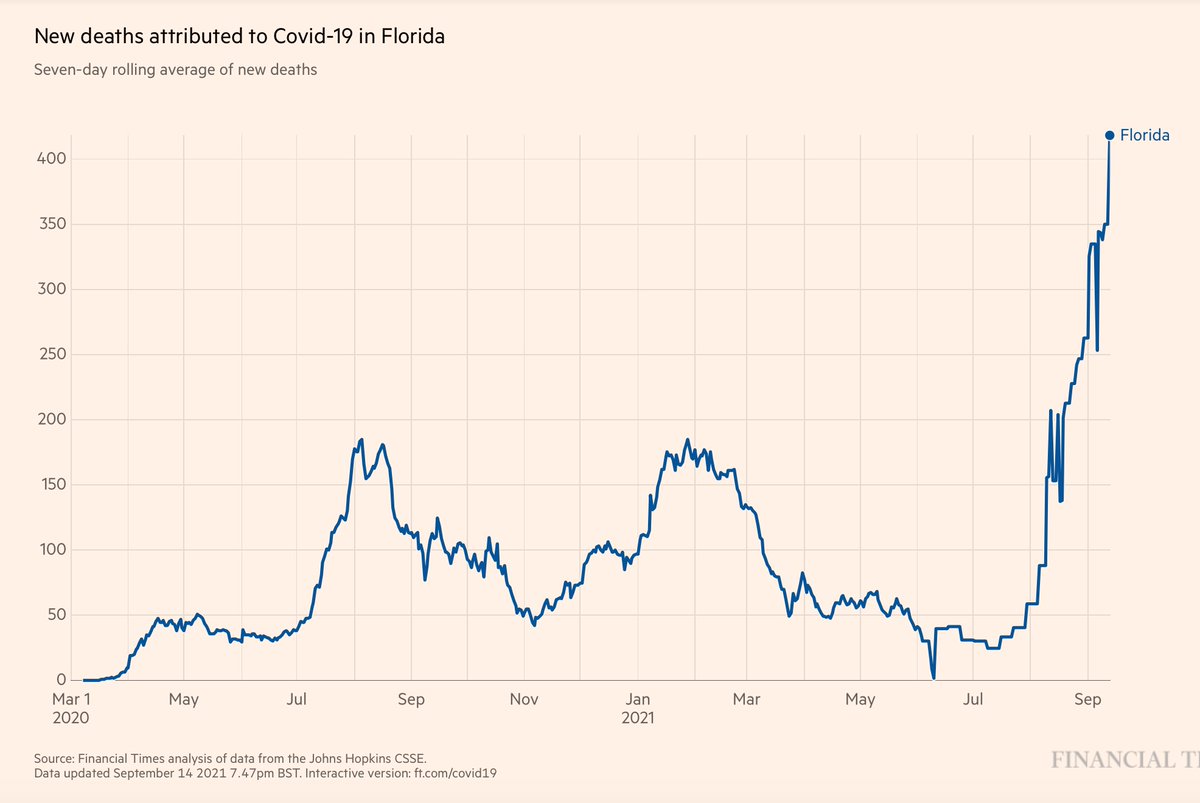 New deaths attributed to Covid-19 in Florida
Seven-day rolling average of new deaths
Florida
400
350
300
250
200
150
100
50
0
Mar 1 May Jul Sep Nov Jan Mar May Jul Sep
2020 2021
Source: Financial Times analysis of data from the Johns Hopkins CSSE.
Data updated September 14 2021 7.47pm BST. Interactive version: ft.com/covid19
FINANCIAL